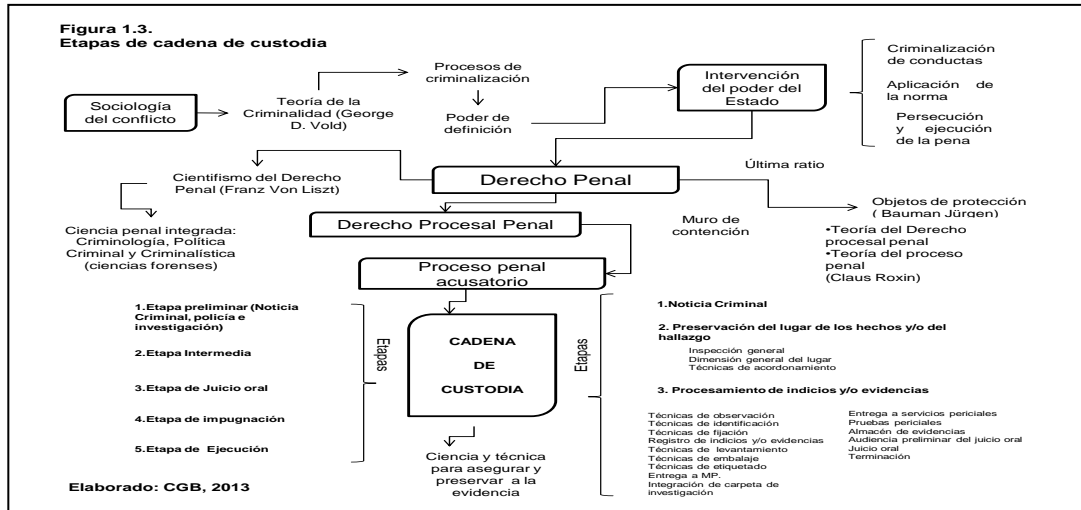 Figura 1.3.
Etapas de cadena de custodia
Sociología
del conflicto
Teoría de la
Criminalidad (George
D. Vold)
Procesos de
criminalización
Poder de
definición
Intervención
del poder del
Estado
Criminalización
de conductas
Aplicación de
la norma
Persecución
y ejecución
de la pena
Cientifismo del Derecho
Penal (Franz Von Liszt)
Derecho Penal
Última ratio
Ciencia penal integrada:
Criminología, Política
Criminal y Criminalística
(ciencias forenses)
Derecho Procesal Penal
Muro de
contención
Objetos de protección
( Bauman Jürgen)
•Teoría del Derecho
procesal penal
•Teoría del proceso
penal
(Claus Roxin)
Proceso penal
acusatorio
1.Etapa preliminar (Noticia
Criminal, policía e
investigación)
2.Etapa Intermedia
3.Etapa de Juicio oral
4.Etapa de impugnación
5.Etapa de Ejecución
Etapas
CADENA
DE
CUSTODIA
Ciencia y técnica
para asegurar y
preservar a la
evidencia
Etapas
1.Noticia Criminal
2. Preservación del lugar de los hechos y/o del
hallazgo
Inspección general
Dimensión general del lugar
Técnicas de acordonamiento
3. Procesamiento de indicios y/o evidencias
Técnicas de observación
Técnicas de identificación
Técnicas de fijación
Registro de indicios y/o evidencias
Técnicas de levantamiento
Técnicas de embalaje
Técnicas de etiquetado
Entrega a MP.
Integración de carpeta de
investigación
Entrega a servicios periciales
Pruebas periciales
Almacén de evidencias
Audiencia preliminar del juicio oral
Juicio oral
Terminación
Elaborado: CGB, 2013